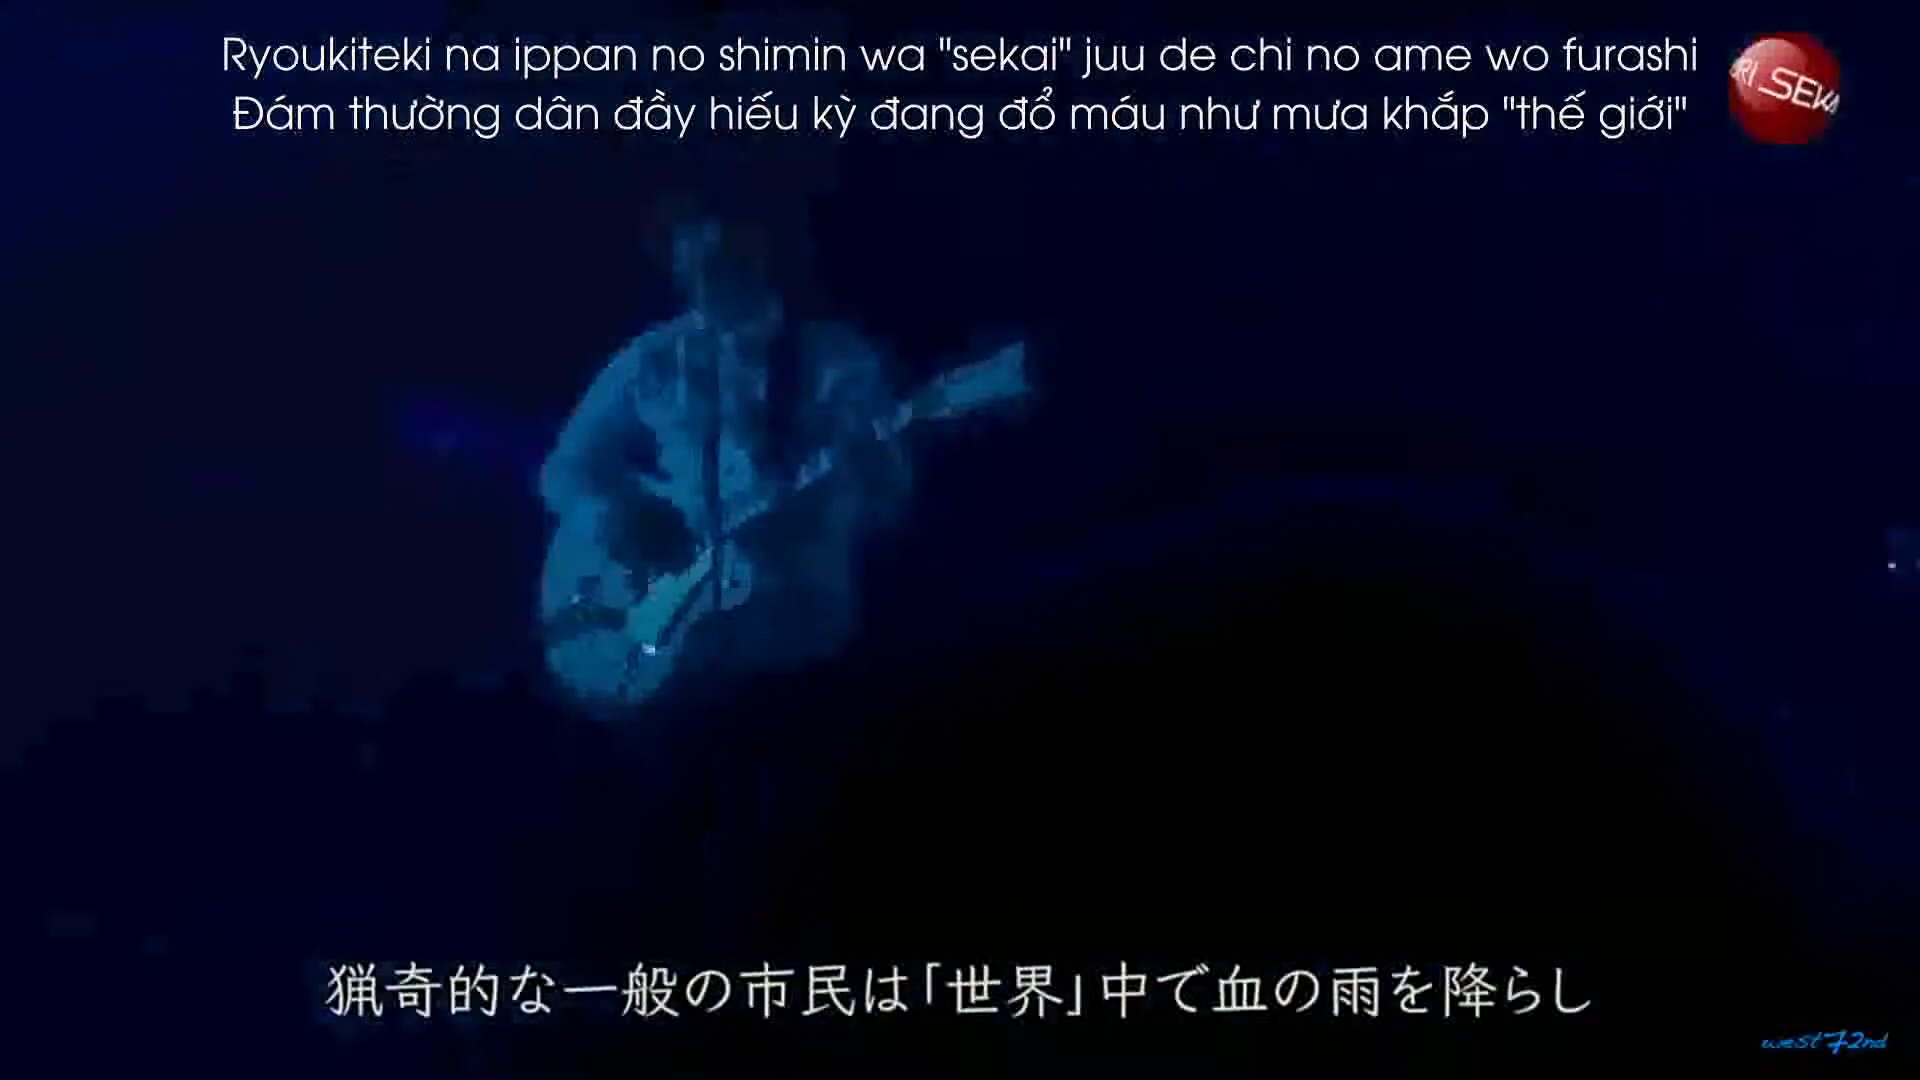 Ryoukiteki na ippan no shimin wa "sekai" juu de chi no ame wo furashi
Đám thường dân đầy hiếu kỳ đang đổ máu như mưa khắp "thế giới"
RI_SEKA
猟奇的な一般の市民は「世界」中で血の雨を降らし
west72nd